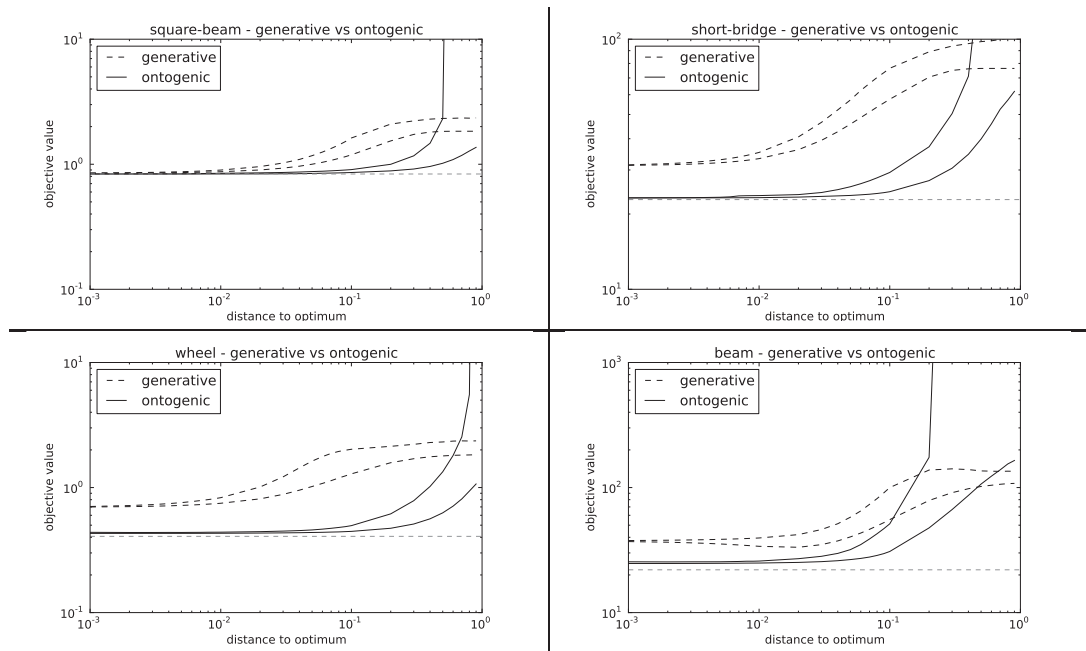 square-beam - generative vs ontogenic
10^1
generative
ontogenic
10^0
objective value
10^-1
10^-3
10^-2
10^-1
10^0
distance to optimum
short-bridge - generative vs ontogenic
10^2
generative
ontogenic
objective value
10^1
10^-3
10^-2
10^-1
10^0
distance to optimum
wheel - generative vs ontogenic
10^1
generative
ontogenic
10^0
objective value
10^-1
10^-3
10^-2
10^-1
10^0
distance to optimum
beam - generative vs ontogenic
10^3
generative
ontogenic
10^2
objective value
10^1
10^-3
10^-2
10^-1
10^0
distance to optimum